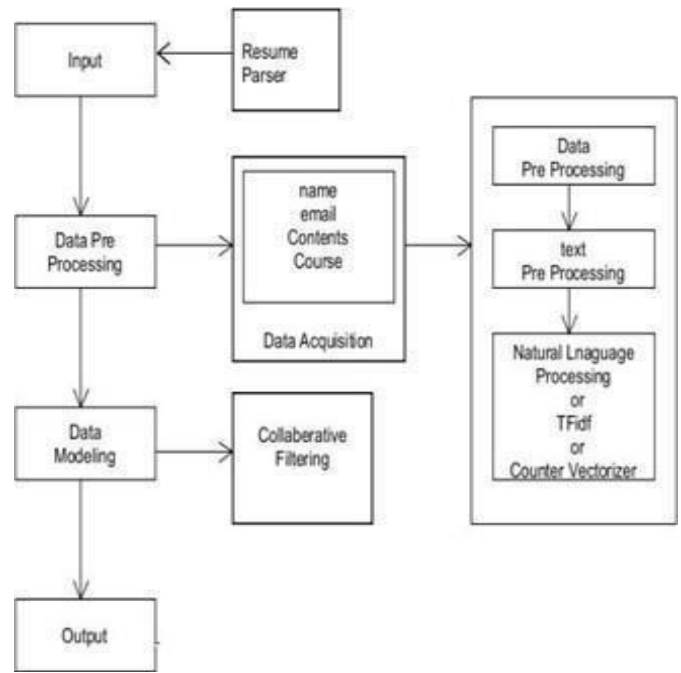 Input
Resume
Parser
Data Pre
Processing
name
email
Contents
Course
Data Acquisition
Data
Pre Processing
text
Pre Processing
Natural Lnaguage
Processing
or
TFidf
or
Counter Vectorizer
Data
Modeling
Collaberative
Filtering
Output